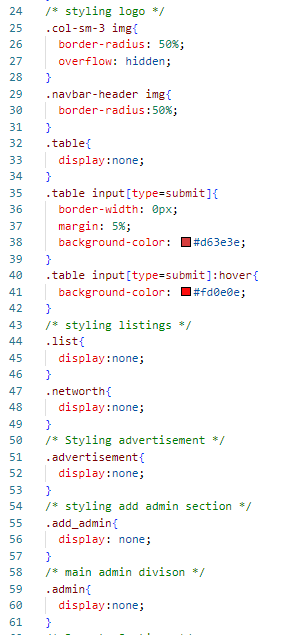 24 /* styling logo */
25 .col-sm-3 img{
26 border-radius: 50%;
27 overflow: hidden;
28 }
29 .navbar-header img{
30 border-radius:50%;
31 }
32 .table{
33 display:none;
34 }
35 .table input[type=submit]{
36 border-width: 0px;
37 margin: 5%;
38 background-color: #d63e3e;
39 }
40 .table input[type=submit]:hover{
41 background-color: #fd0e0e;
42 }
43 /* styling listings */
44 .list{
45 display:none;
46 }
47 .networth{
48 display:none;
49 }
50 /* Styling advertisement */
51 .advertisement{
52 display:none;
53 }
54 /* styling add admin section */
55 .add_admin{
56 display: none;
57 }
58 /* main admin divison */
59 .admin{
60 display:none;
61 }